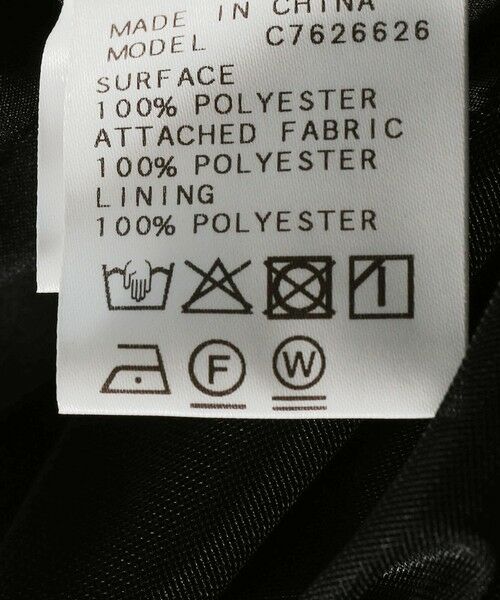 MADE IN CHINA
MODEL C7626626
SURFACE
100% POLYESTER
ATTACHED FABRIC
100% POLYESTER
LINING
100% POLYESTER
F W